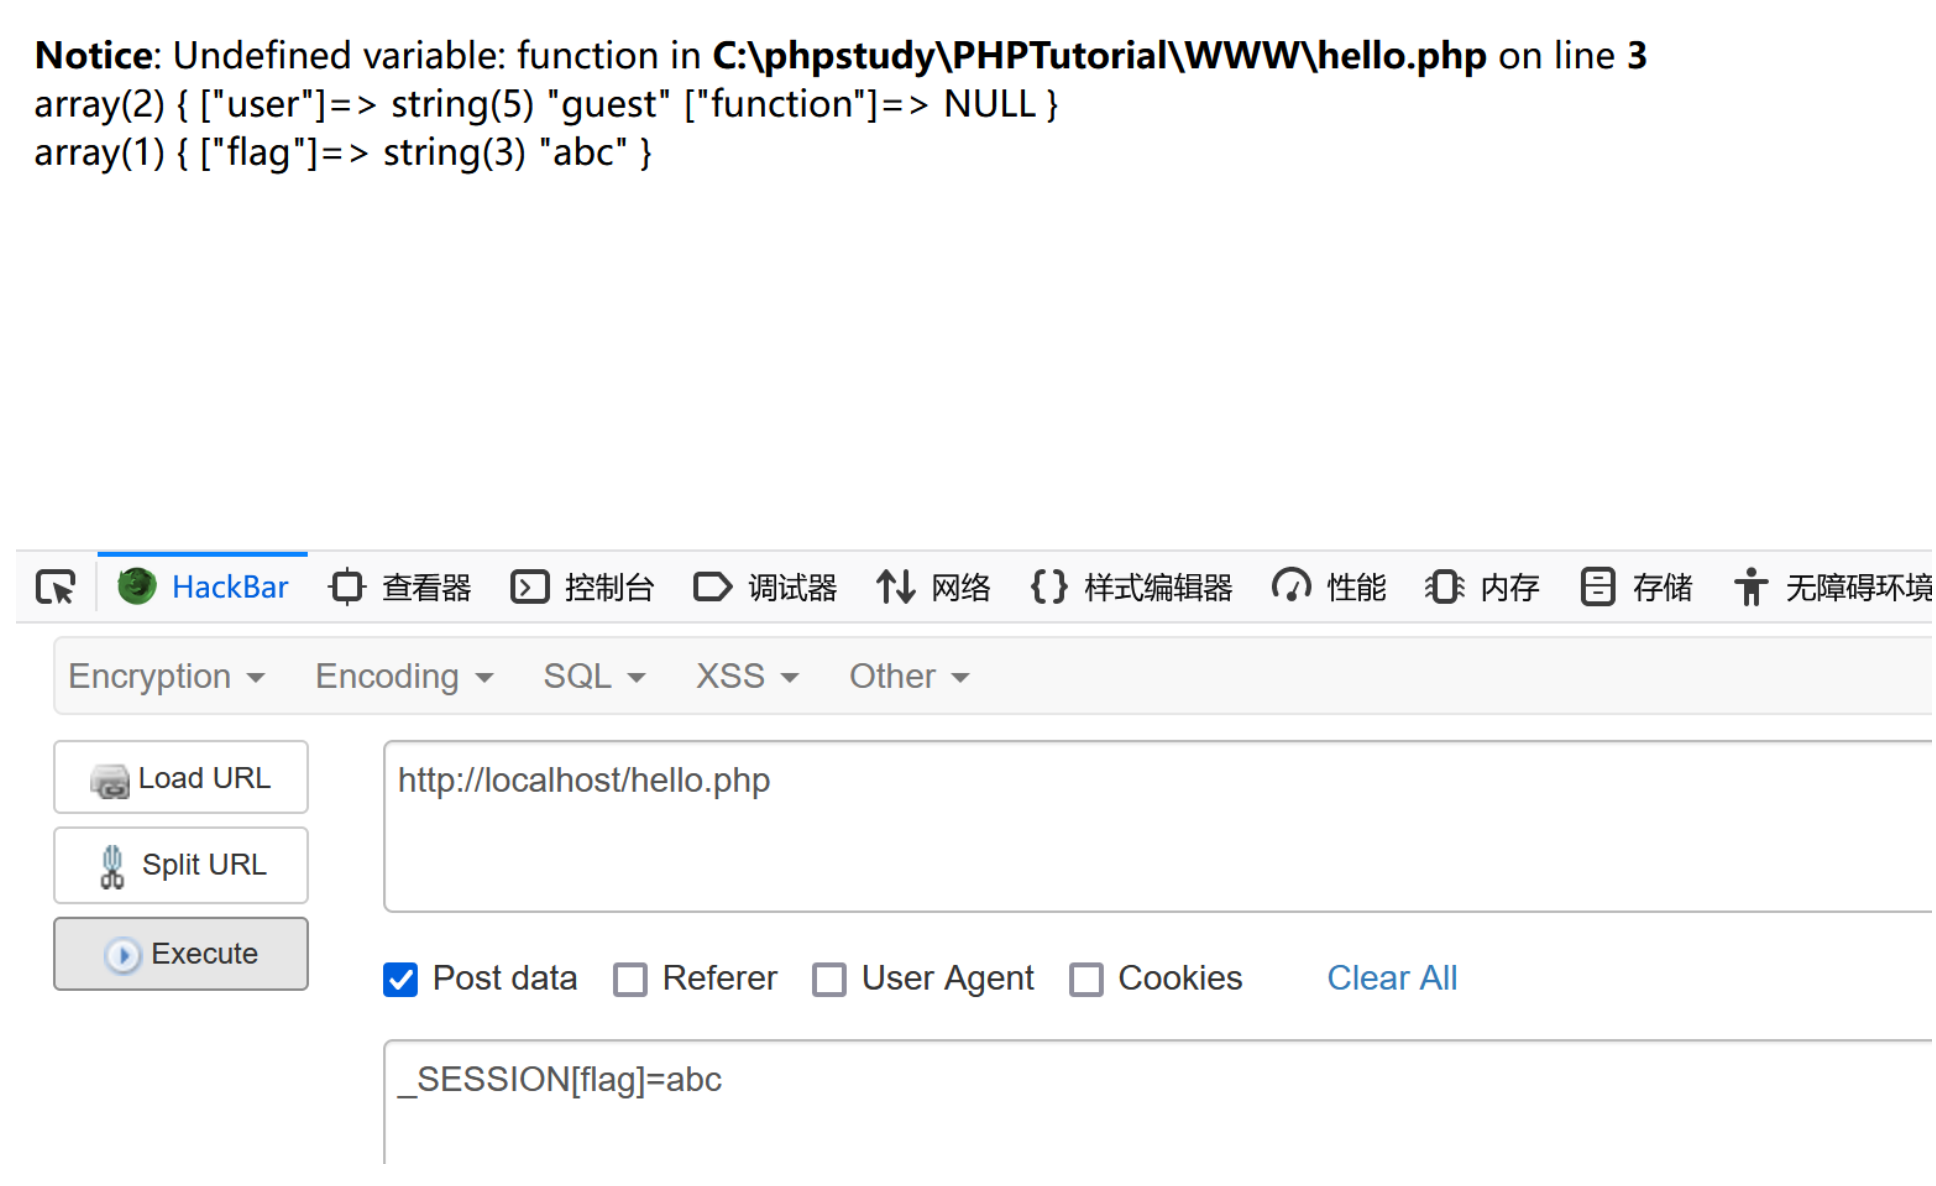 Notice: Undefined variable: function in C:\phpstudy\PHPTutorial\WWW\hello.php on line 3
array(2) { ["user"]=> string(5) "guest" ["function"]=> NULL }
array(1) { ["flag"]=> string(3) "abc" }
HackBar 查看器 控制台 调试器 网络 {} 样式编辑器 性能 内存 存储 无障碍环境
Encryption Encoding SQL XSS Other
Load URL http://localhost/hello.php
Split URL
Execute
Post data Referer User Agent Cookies Clear All
_SESSION[flag]=abc